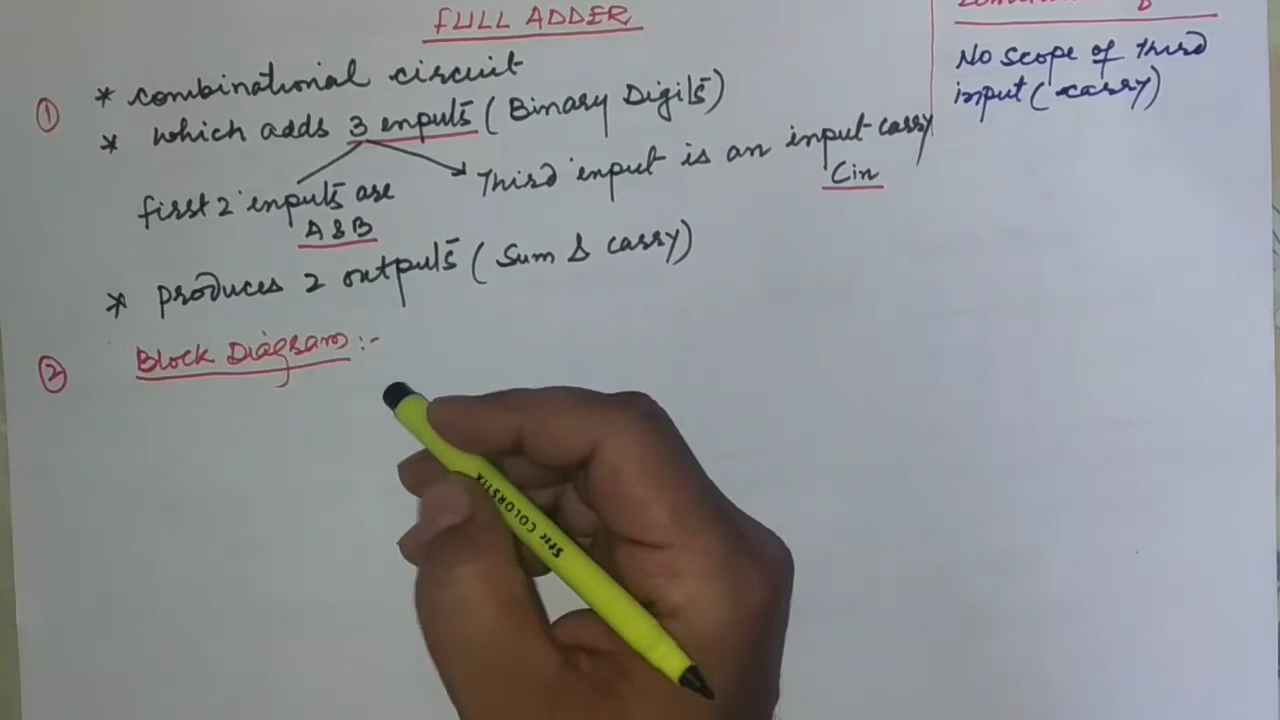 FULL ADDER
① * combinational circuit
* which adds 3 inputs (Binary Digits)
first 2 inputs are
A & B
Third input is an input carry
Cin
* produces 2 outputs (Sum & carry)
② Block Diagram :-
No scope of third
input (carry)
Stic COLORSTIX